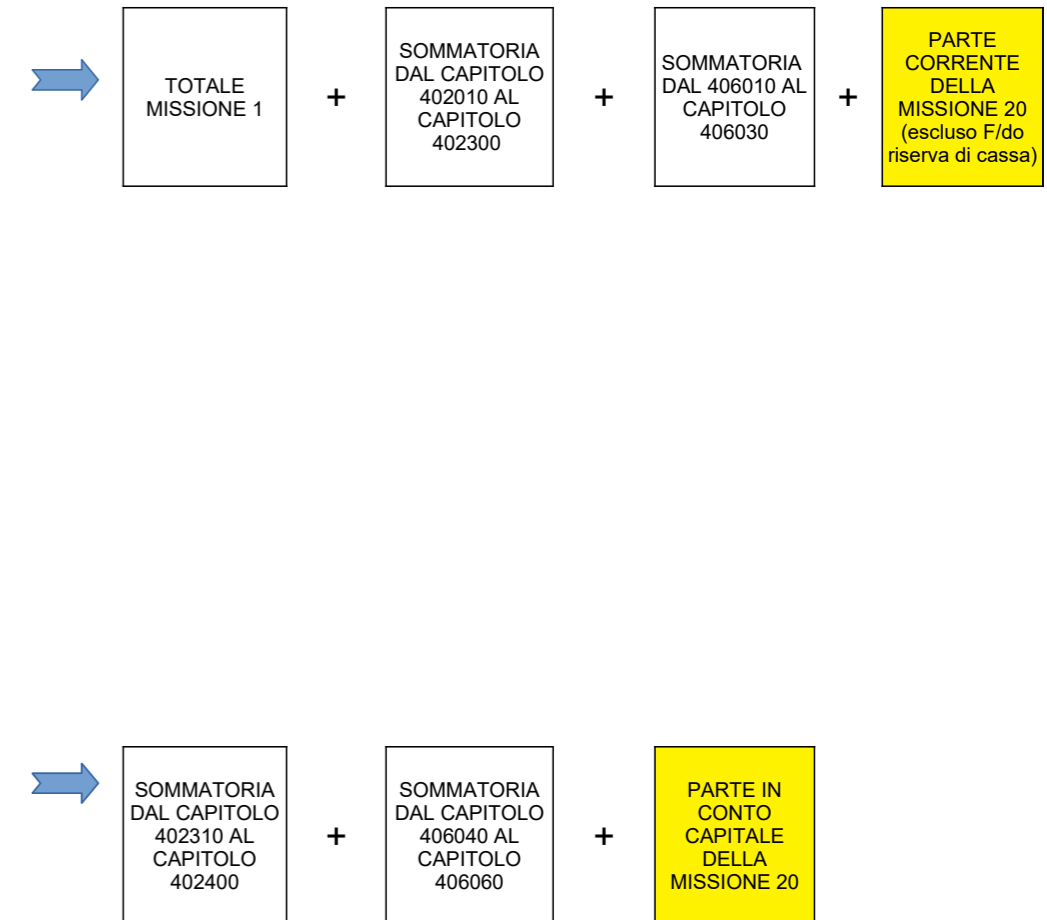 TOTALE
MISSIONE 1
+
SOMMATORIA
DAL CAPITOLO
402010 AL
CAPITOLO
402300
+
SOMMATORIA
DAL 406010 AL
CAPITOLO
406030
+
PARTE
CORRENTE
DELLA
MISSIONE 20
(escluso F/do
riserva di cassa)
SOMMATORIA
DAL CAPITOLO
402310 AL
CAPITOLO
402400
+
SOMMATORIA
DAL CAPITOLO
406040 AL
CAPITOLO
406060
+
PARTE IN
CONTO
CAPITALE
DELLA
MISSIONE 20